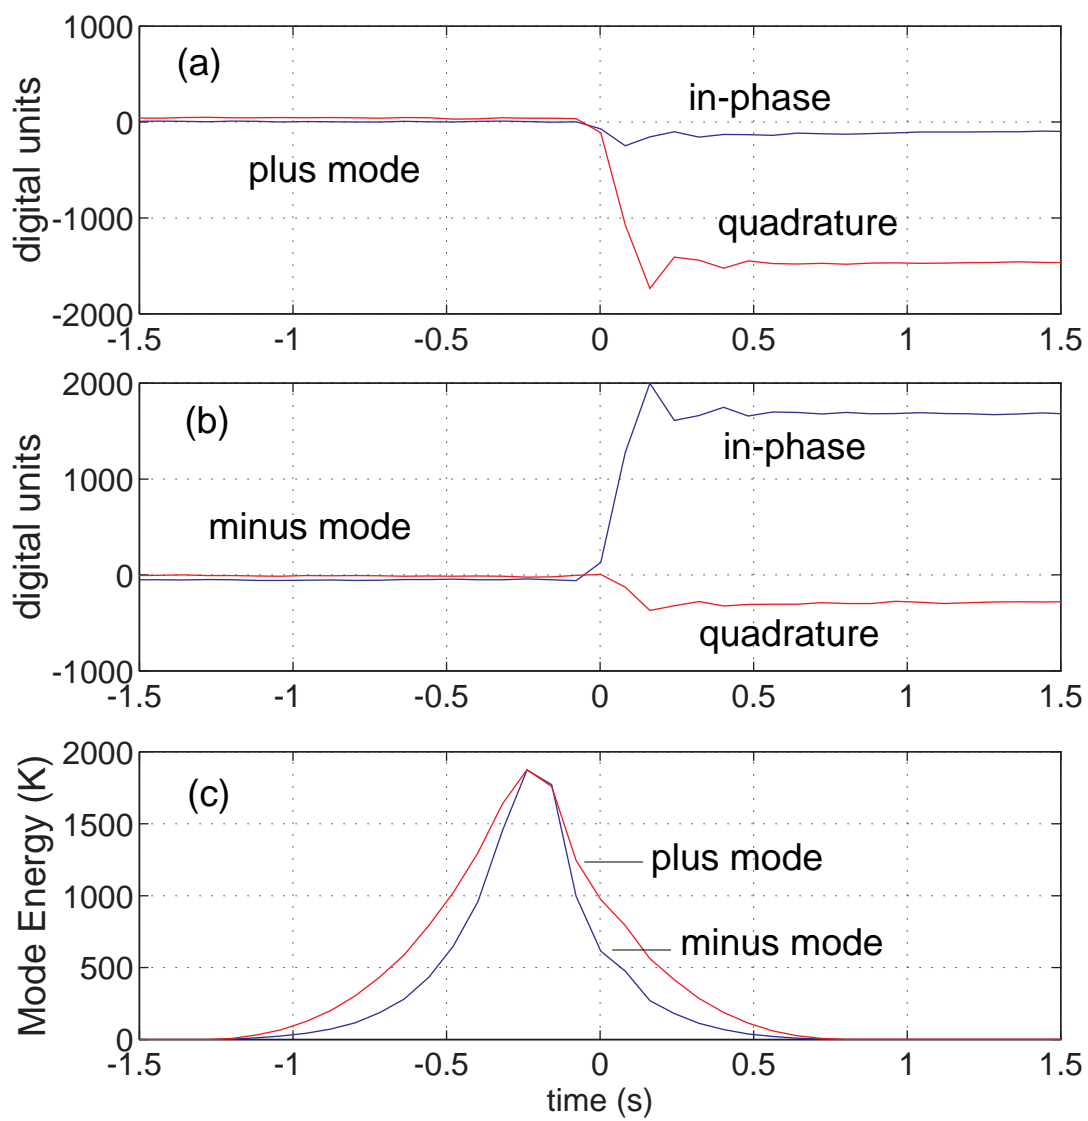 1000
(a)
in-phase
0
plus mode
quadrature
-1000
-2000
digital units
-1.5 -1 -0.5 0 0.5 1 1.5
2000
(b)
in-phase
1000
minus mode
0
quadrature
-1000
digital units
-1.5 -1 -0.5 0 0.5 1 1.5
2000
(c)
1500
plus mode
1000
minus mode
500
0
Mode Energy (K)
-1.5 -1 -0.5 0 0.5 1 1.5
time (s)